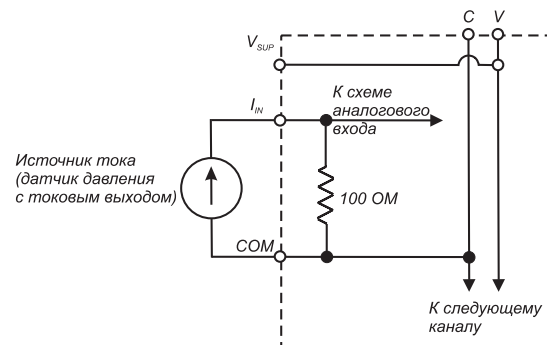 C V
V_SUP
I_IN
К схеме
аналогового
входа
Источник тока
(датчик давления
с токовым выходом)
100 ОМ
COM
К следующему
каналу